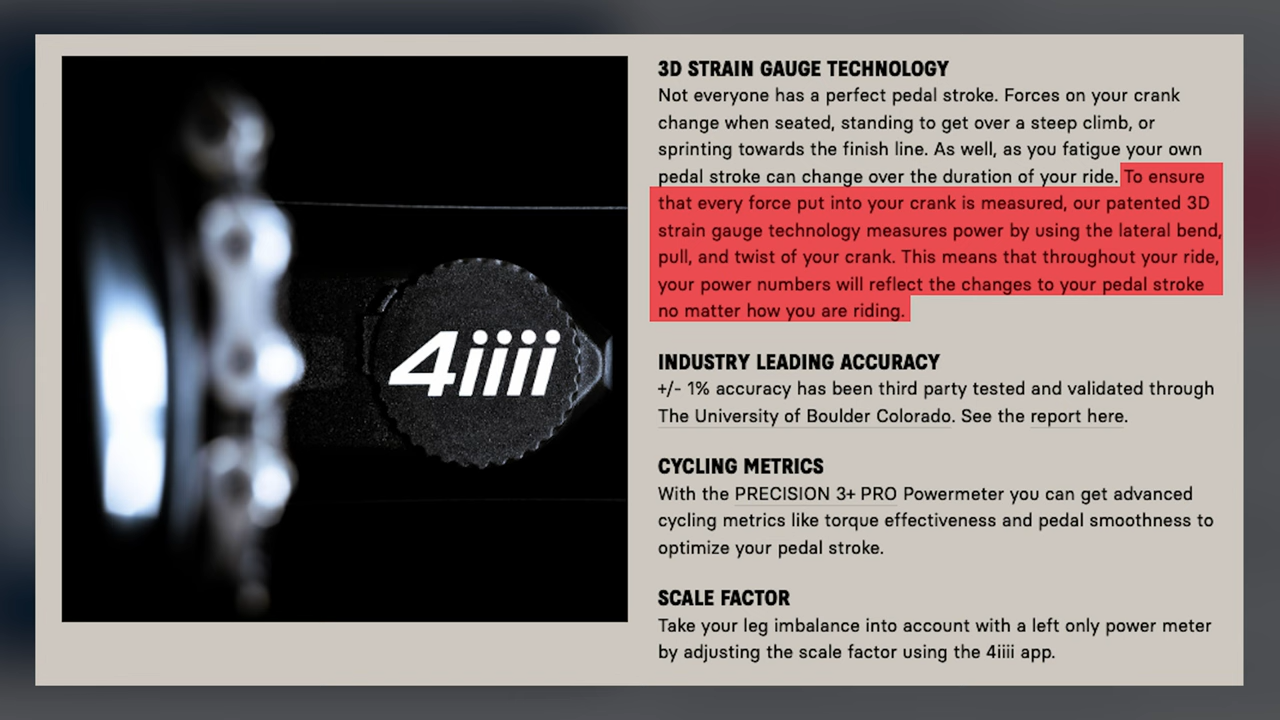 4iiii
3D STRAIN GAUGE TECHNOLOGY
Not everyone has a perfect pedal stroke. Forces on your crank
change when seated, standing to get over a steep climb, or
sprinting towards the finish line. As well, as you fatigue your own
pedal stroke can change over the duration of your ride. To ensure
that every force put into your crank is measured, our patented 3D
strain gauge technology measures power by using the lateral bend,
pull, and twist of your crank. This means that throughout your ride,
your power numbers will reflect the changes to your pedal stroke
no matter how you are riding.
INDUSTRY LEADING ACCURACY
+/- 1% accuracy has been third party tested and validated through
The University of Boulder Colorado. See the report here.
CYCLING METRICS
With the PRECISION 3+ PRO Powermeter you can get advanced
cycling metrics like torque effectiveness and pedal smoothness to
optimize your pedal stroke.
SCALE FACTOR
Take your leg imbalance into account with a left only power meter
by adjusting the scale factor using the 4iiii app.